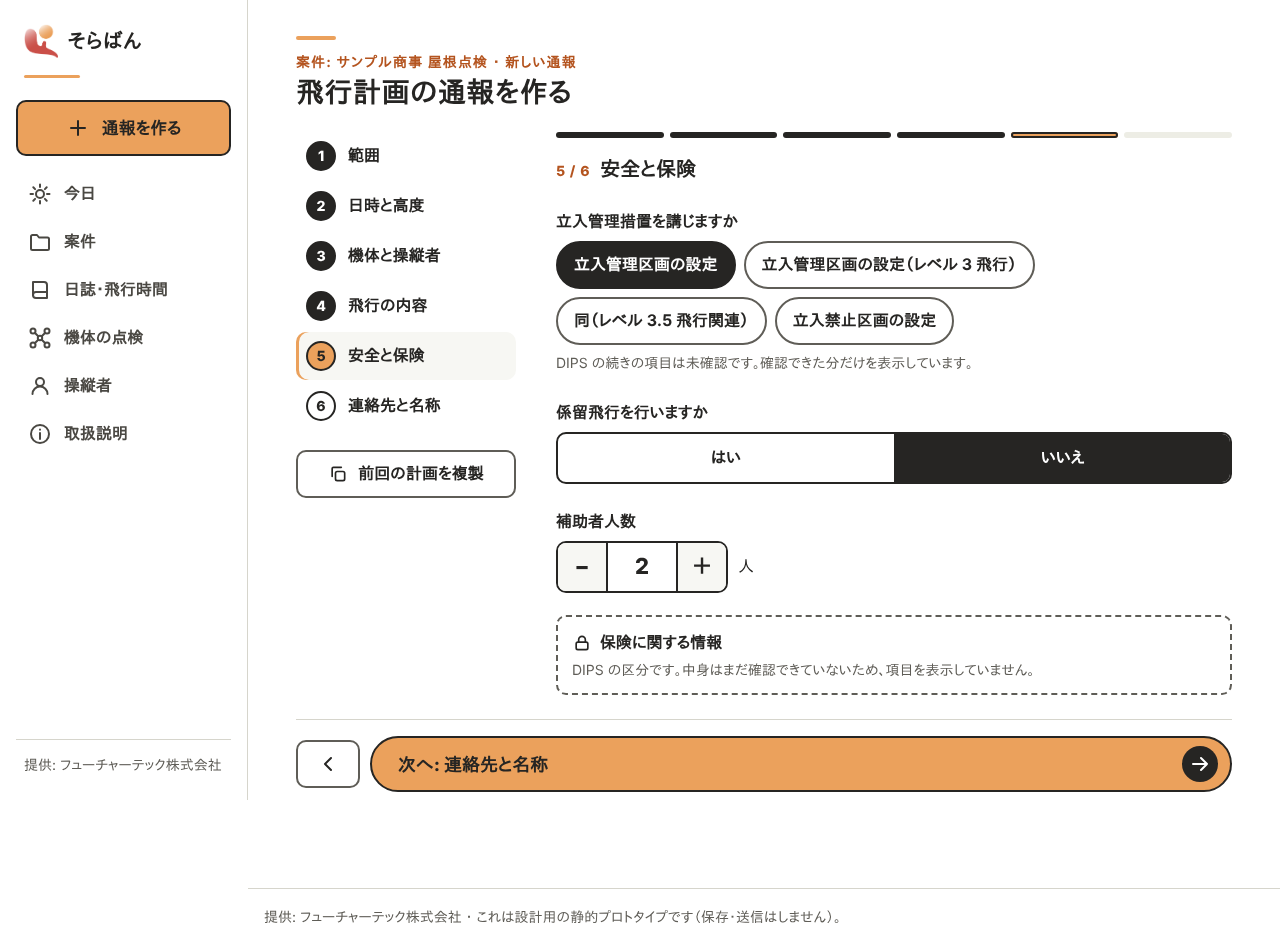 そらばん
通報を作る
今日
案件
日誌･飛行時間
機体の点検
操縦者
取扱説明
提供: フューチャーテック株式会社
案件: サンプル商事 屋根点検 · 新しい通報
飛行計画の通報を作る
1 範囲
2 日時と高度
3 機体と操縦者
4 飛行の内容
5 安全と保険
6 連絡先と名称
前回の計画を複製
5 / 6 安全と保険
立入管理措置を講じますか
立入管理区画の設定
立入管理区画の設定（レベル 3 飛行）
同（レベル 3.5 飛行関連）
立入禁止区画の設定
DIPS の続きの項目は未確認です。確認できた分だけを表示しています。
係留飛行を行いますか
はい
いいえ
補助者人数
− 2 + 人
保険に関する情報
DIPS の区分です。中身はまだ確認できていないため、項目を表示していません。
次へ: 連絡先と名称
提供: フューチャーテック株式会社 · これは設計用の静的プロトタイプです（保存･送信はしません）。